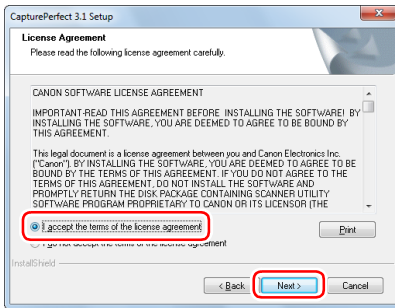 CapturePerfect 3.1 Setup
License Agreement
Please read the following license agreement carefully.
CANON SOFTWARE LICENSE AGREEMENT
IMPORTANT-READ THIS AGREEMENT BEFORE INSTALLING THE SOFTWARE! BY
INSTALLING THE SOFTWARE, YOU ARE DEEMED TO AGREE TO BE BOUND BY
THIS AGREEMENT.
This legal document is a license agreement between you and Canon Electronics Inc.
("Canon"). BY INSTALLING THE SOFTWARE, YOU ARE DEEMED TO AGREE TO BE
BOUND BY THE TERMS OF THIS AGREEMENT. IF YOU DO NOT AGREE TO THE
TERMS OF THIS AGREEMENT, DO NOT INSTALL THE SOFTWARE AND
PROMPTLY RETURN THE DISK PACKAGE CONTAINING SCANNER UTILITY
SOFTWARE PROGRAM PROPRIETARY TO CANON OR ITS LICENSOR (THE
I accept the terms of the license agreement
Print
I do not accept the terms of the license agreement
InstallShield
< Back
Next >
Cancel